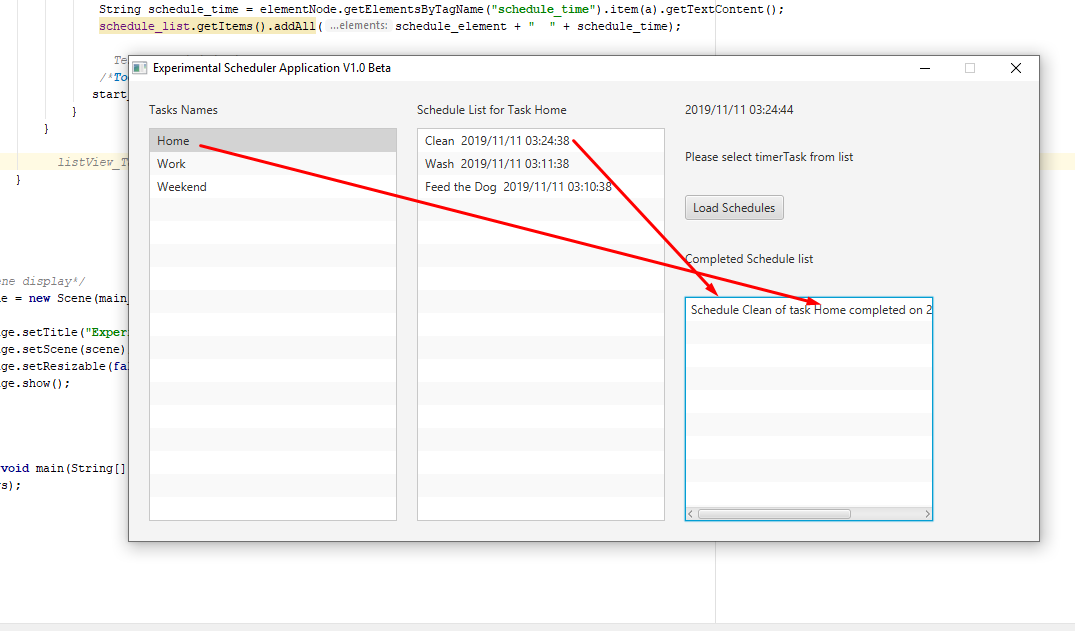 String schedule_time = elementNode.getElementsByTagName("schedule_time").item(a).getTextContent();
schedule_list.getItems().addAll( ...elements: schedule_element + "  " + schedule_time);
/*To
start_
}
}
listView_T
}
ne display*/
e = new Scene(main_
ge.setTitle("Exper
ge.setScene(scene)
ge.setResizable(fal
ge.show();
void main(String[]
s);
Experimental Scheduler Application V1.0 Beta
Tasks Names
Home
Work
Weekend
Schedule List for Task Home
Clean 2019/11/11 03:24:38
Wash 2019/11/11 03:11:38
Feed the Dog 2019/11/11 03:10:38
2019/11/11 03:24:44
Please select timerTask from list
Load Schedules
Completed Schedule list
Schedule Clean of task Home completed on 2